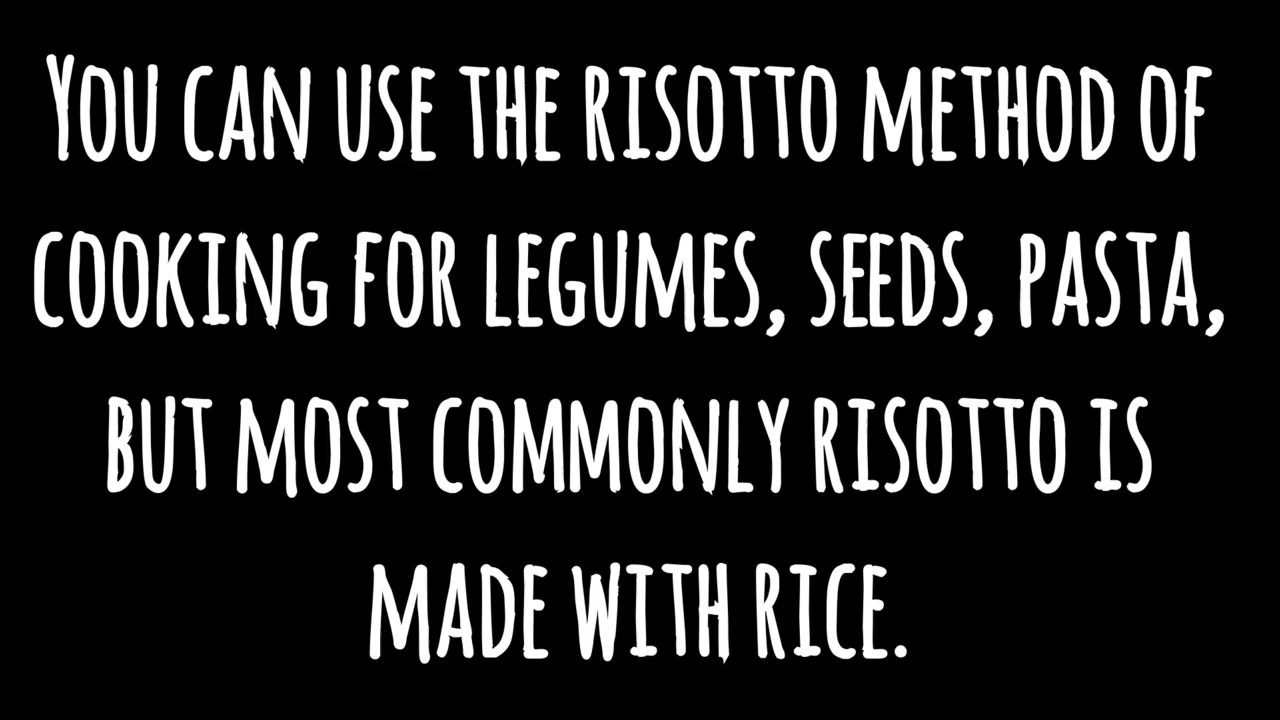 You can use the risotto method of
cooking for legumes, seeds, pasta,
but most commonly risotto is
made with rice.